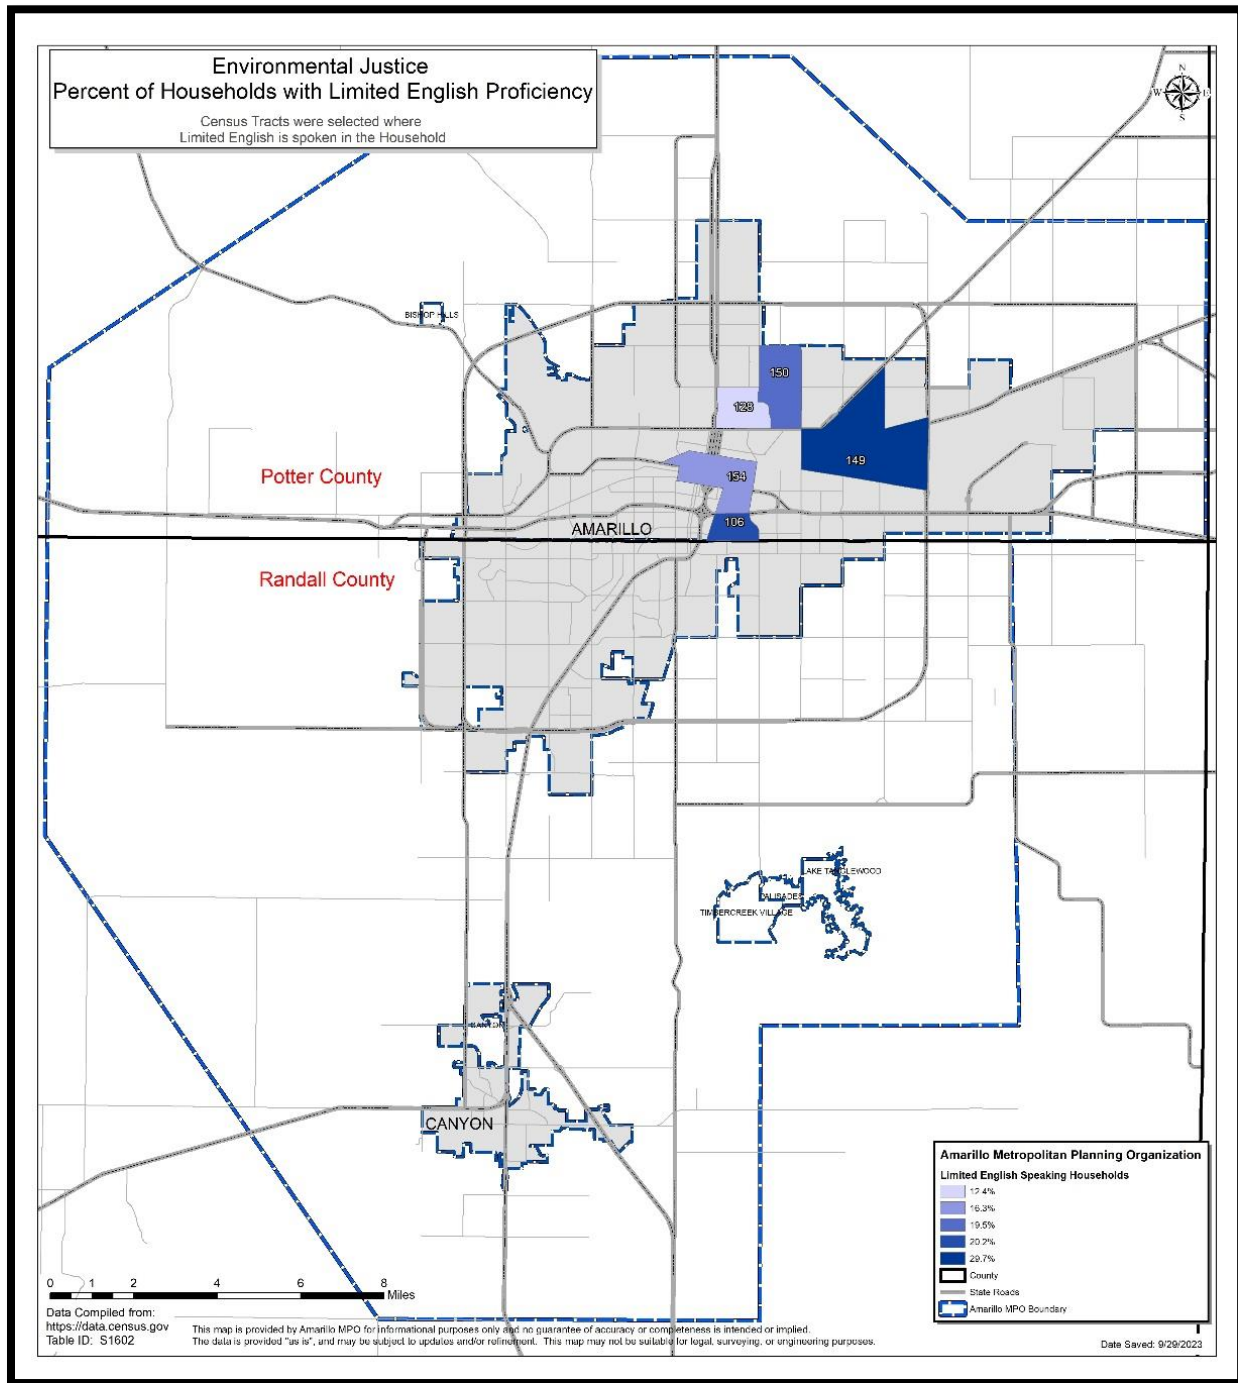 Environmental Justice
Percent of Households with Limited English Proficiency
Census Tracts were selected where
Limited English is spoken in the Household
N
W E
S
BISHOP HILLS
150
128
149
154
106
Potter County
AMARILLO
Randall County
LAKE TANGLEWOOD
PALISADES
TIMBERCREEK VILLAGE
CANYON
CANYON
Amarillo Metropolitan Planning Organization
Limited English Speaking Households
12.4%
16.3%
19.5%
20.2%
29.7%
County
State Roads
Amarillo MPO Boundary
0 1 2 4 6 8
Miles
Data Compiled from:
https://data.census.gov
Table ID: S1602
This map is provided by Amarillo MPO for informational purposes only and no guarantee of accuracy or completeness is intended or implied.
The data is provided "as is", and may be subject to updates and/or refinement. This map may not be suitable for legal, surveying, or engineering purposes.
Date Saved: 9/29/2023